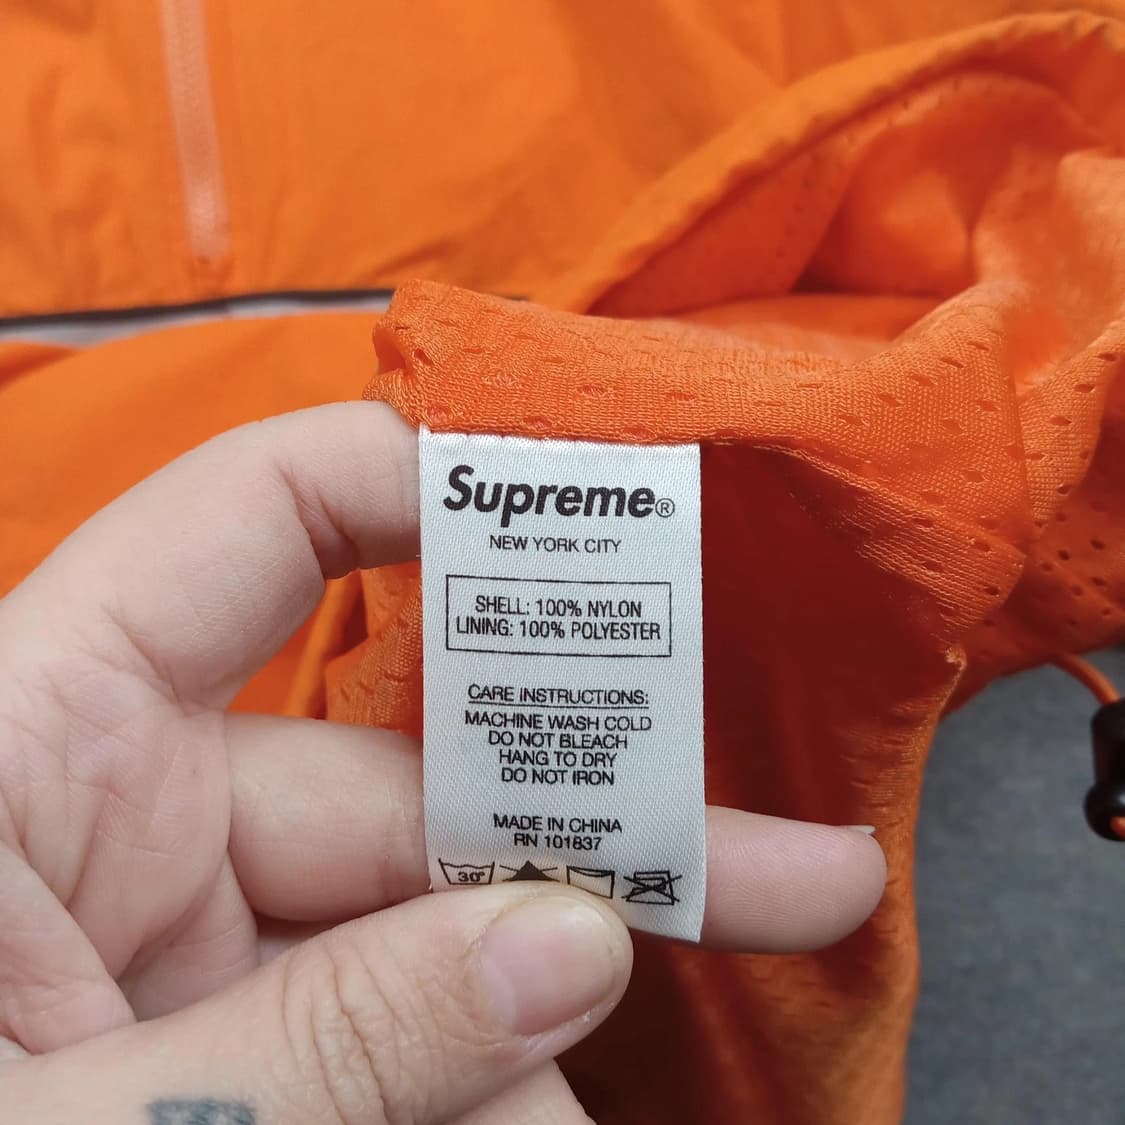 Supreme®
NEW YORK CITY
SHELL: 100% NYLON
LINING: 100% POLYESTER
CARE INSTRUCTIONS:
MACHINE WASH COLD
DO NOT BLEACH
HANG TO DRY
DO NOT IRON
MADE IN CHINA
RN 101837
30°